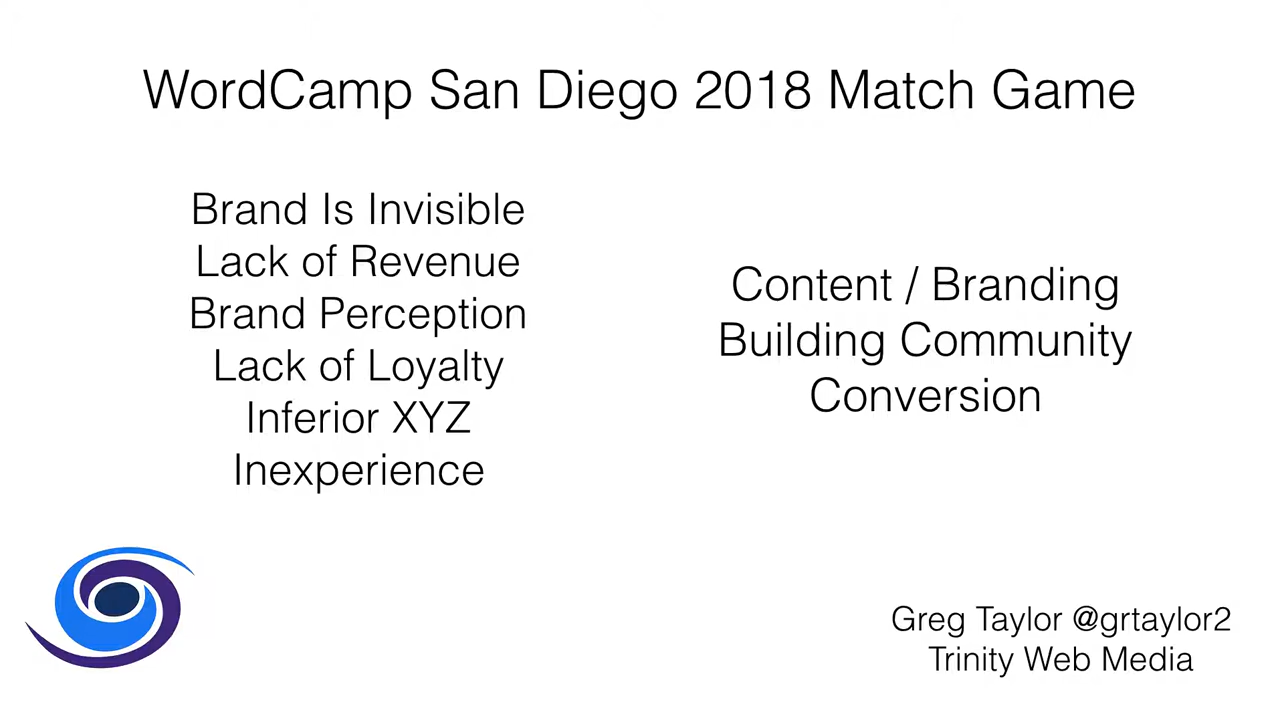 WordCamp San Diego 2018 Match Game
Brand Is Invisible
Lack of Revenue
Brand Perception
Lack of Loyalty
Inferior XYZ
Inexperience
Content / Branding
Building Community
Conversion
Greg Taylor @grtaylor2
Trinity Web Media